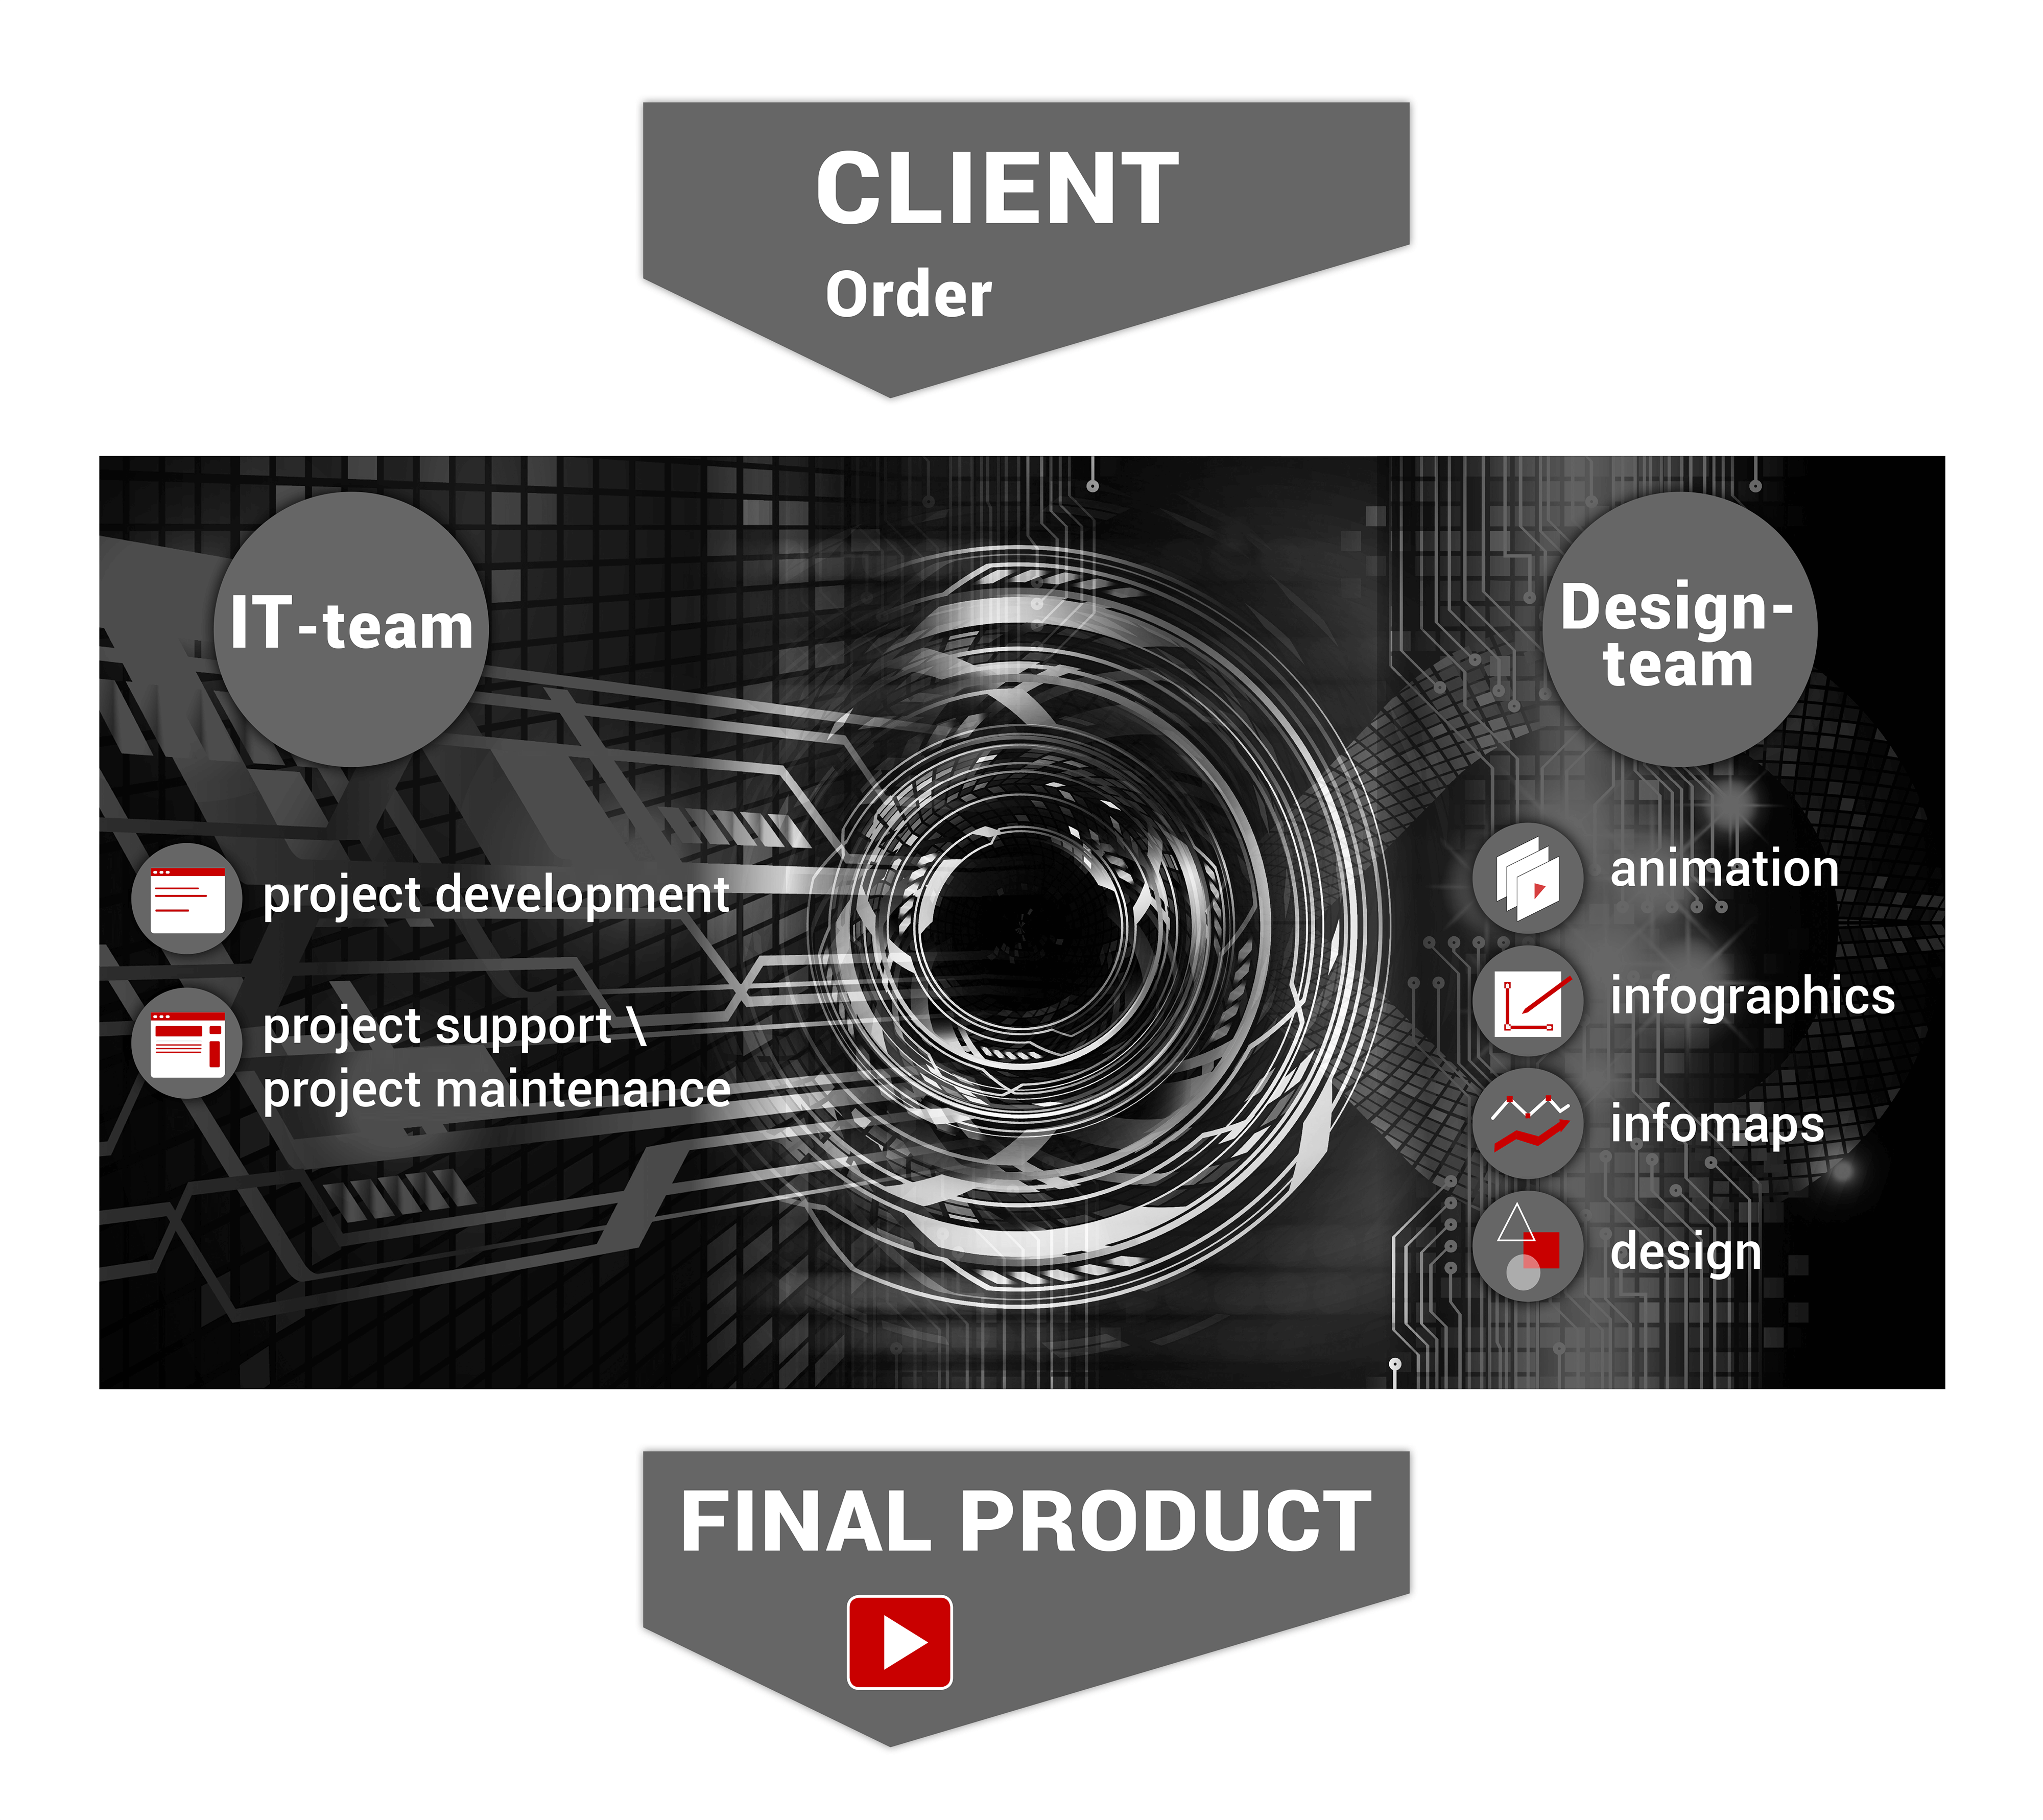 CLIENT
Order
IT-team
project development
project support \
project maintenance
Design-
team
animation
infographics
infomaps
design
FINAL PRODUCT